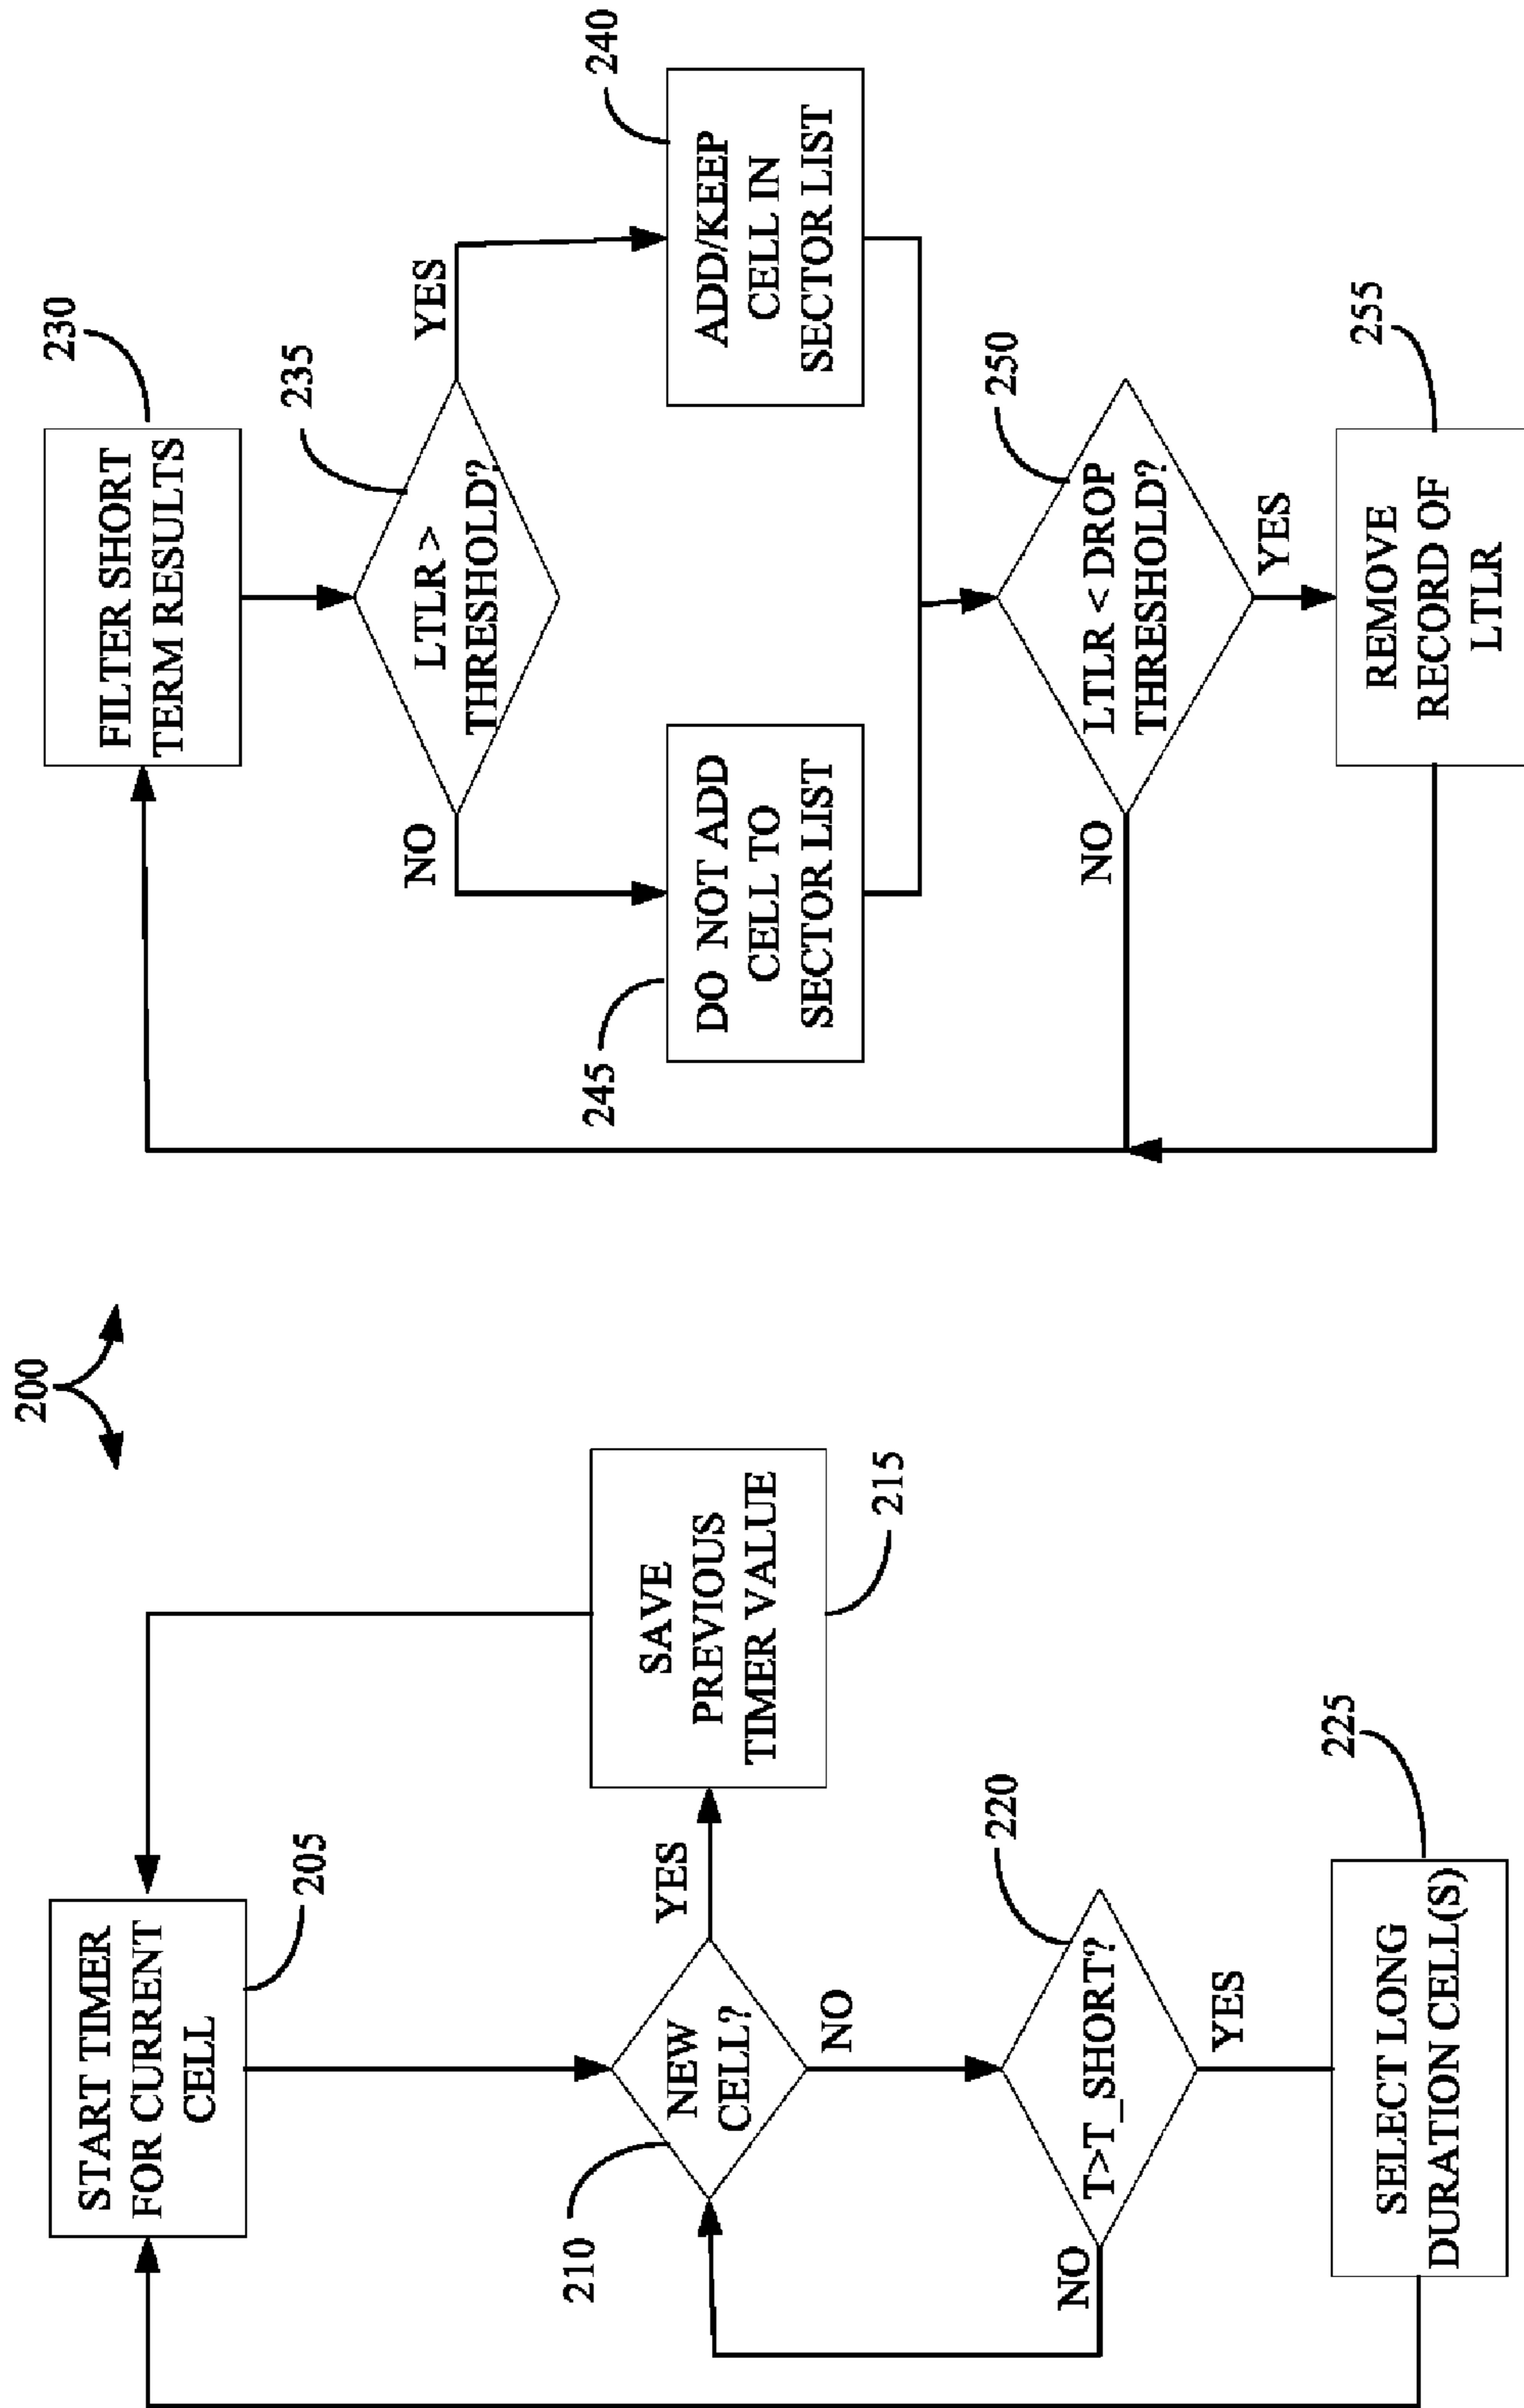 200
START TIMER
FOR CURRENT
CELL
205
NEW
CELL?
210
YES
NO
SAVE
PREVIOUS
TIMER VALUE
215
T>T_SHORT?
220
NO
YES
SELECT LONG
DURATION CELL(S)
225
FILTER SHORT
TERM RESULTS
230
LTLR >
THRESHOLD?
235
NO
YES
DO NOT ADD
CELL TO
SECTOR LIST
245
ADD/KEEP
CELL IN
SECTOR LIST
240
LTLR < DROP
THRESHOLD?
250
NO
YES
REMOVE
RECORD OF
LTLR
255